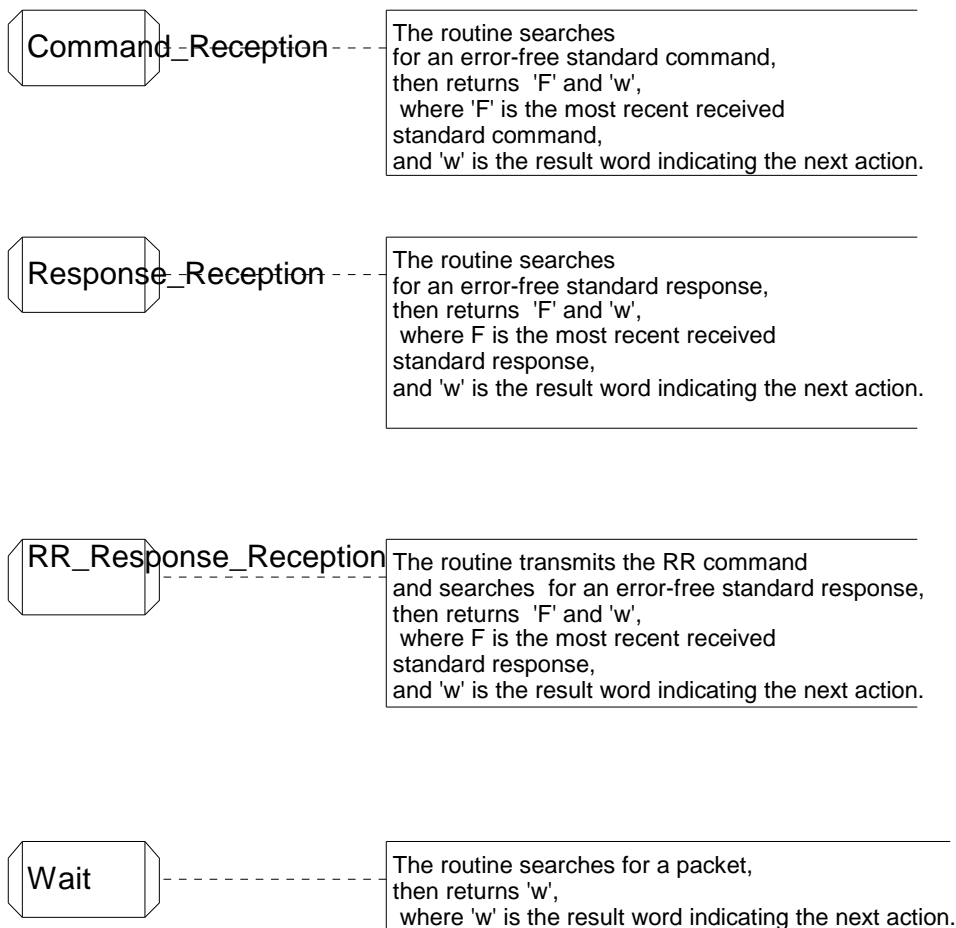 Command_Reception
The routine searches
for an error-free standard command,
then returns  'F' and 'w',
where 'F' is the most recent received
standard command,
and 'w' is the result word indicating the next action.
Response_Reception
The routine searches
for an error-free standard response,
then returns  'F' and 'w',
where F is the most recent received
standard response,
and 'w' is the result word indicating the next action.
RR_Response_Reception
The routine transmits the RR command
and searches  for an error-free standard response,
then returns  'F' and 'w',
where F is the most recent received
standard response,
and 'w' is the result word indicating the next action.
Wait
The routine searches for a packet,
then returns 'w',
where 'w' is the result word indicating the next action.